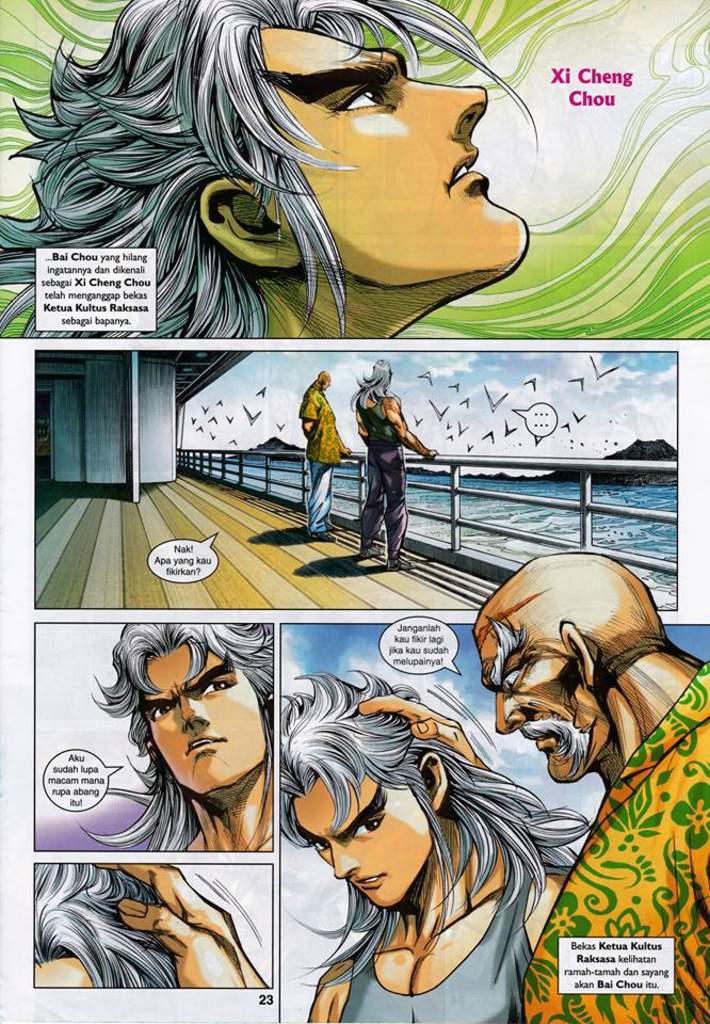 Xi Cheng
Chou
...Bai Chou yang hilang
ingatannya dan dikenali
sebagai Xi Cheng Chou
telah menganggap bekas
Ketua Kultus Raksasa
sebagai bapanya.
...
Nak!
Apa yang kau
fikirkan?
Aku
sudah lupa
macam mana
rupa abang
itu!
Janganlah
kau fikir lagi
jika kau sudah
melupainya!
Bekas Ketua Kultus
Raksasa kelihatan
ramah-tamah dan sayang
akan Bai Chou itu.
23